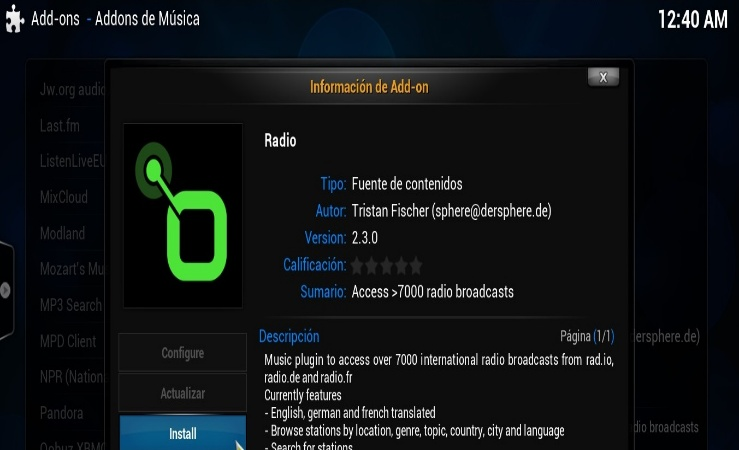 Add-ons - Addons de Música
12:40 AM
Información de Add-on
X
Jw.org audio
Last.fm
ListenLiveEU
MixCloud
Modland
Mozart's Mu
MP3 Search
MPD Client
NPR (Nation
Pandora
Qobuz XBMC
Radio
Tipo: Fuente de contenidos
Autor: Tristan Fischer (sphere@dersphere.de)
Version: 2.3.0
Calificación:
Sumario: Access >7000 radio broadcasts
Configure
Actualizar
Install
Descripción
Página (1/1)
Music plugin to access over 7000 international radio broadcasts from rad.io,
radio.de and radio.fr
Currently features
- English, german and french translated
- Browse stations by location, genre, topic, country, city and language
- Search for stations
dersphere.de)
dio broadcasts